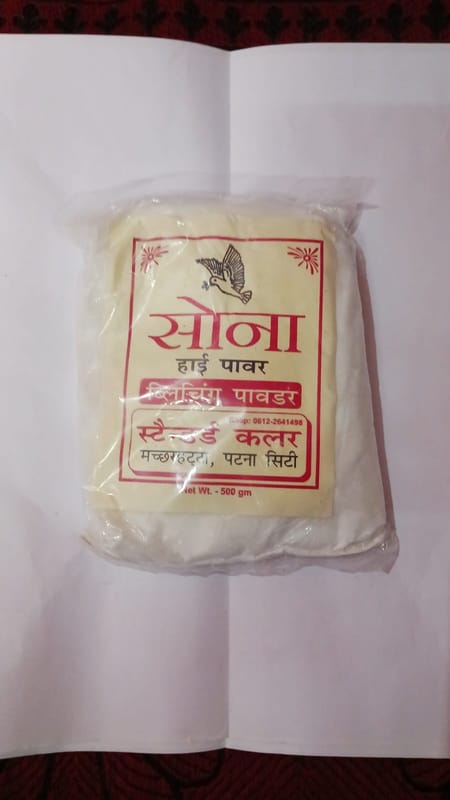 सोना
हाई पावर
ब्लिचिंग पावडर
0612-2641498
स्टैन्डर्ड कलर
मच्छरहट्टा, पटना सिटी
Net Wt. - 500 gm